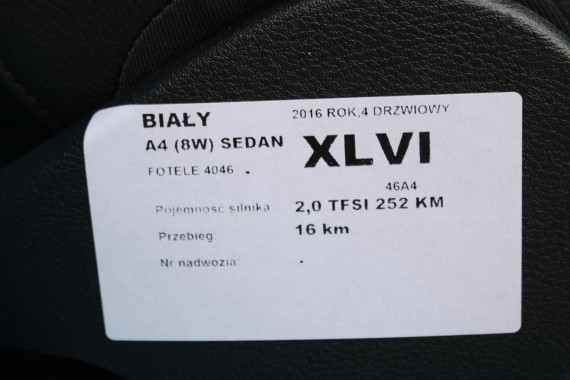 BIAŁY 2016 ROK.4 DRZWIOWY
A4 (8W) SEDAN XLVI
FOTELE 4046 .
46A4
Pojemność silnika: 2,0 TFSI 252 KM
Przebieg: 16 km
Nr nadwozia: .